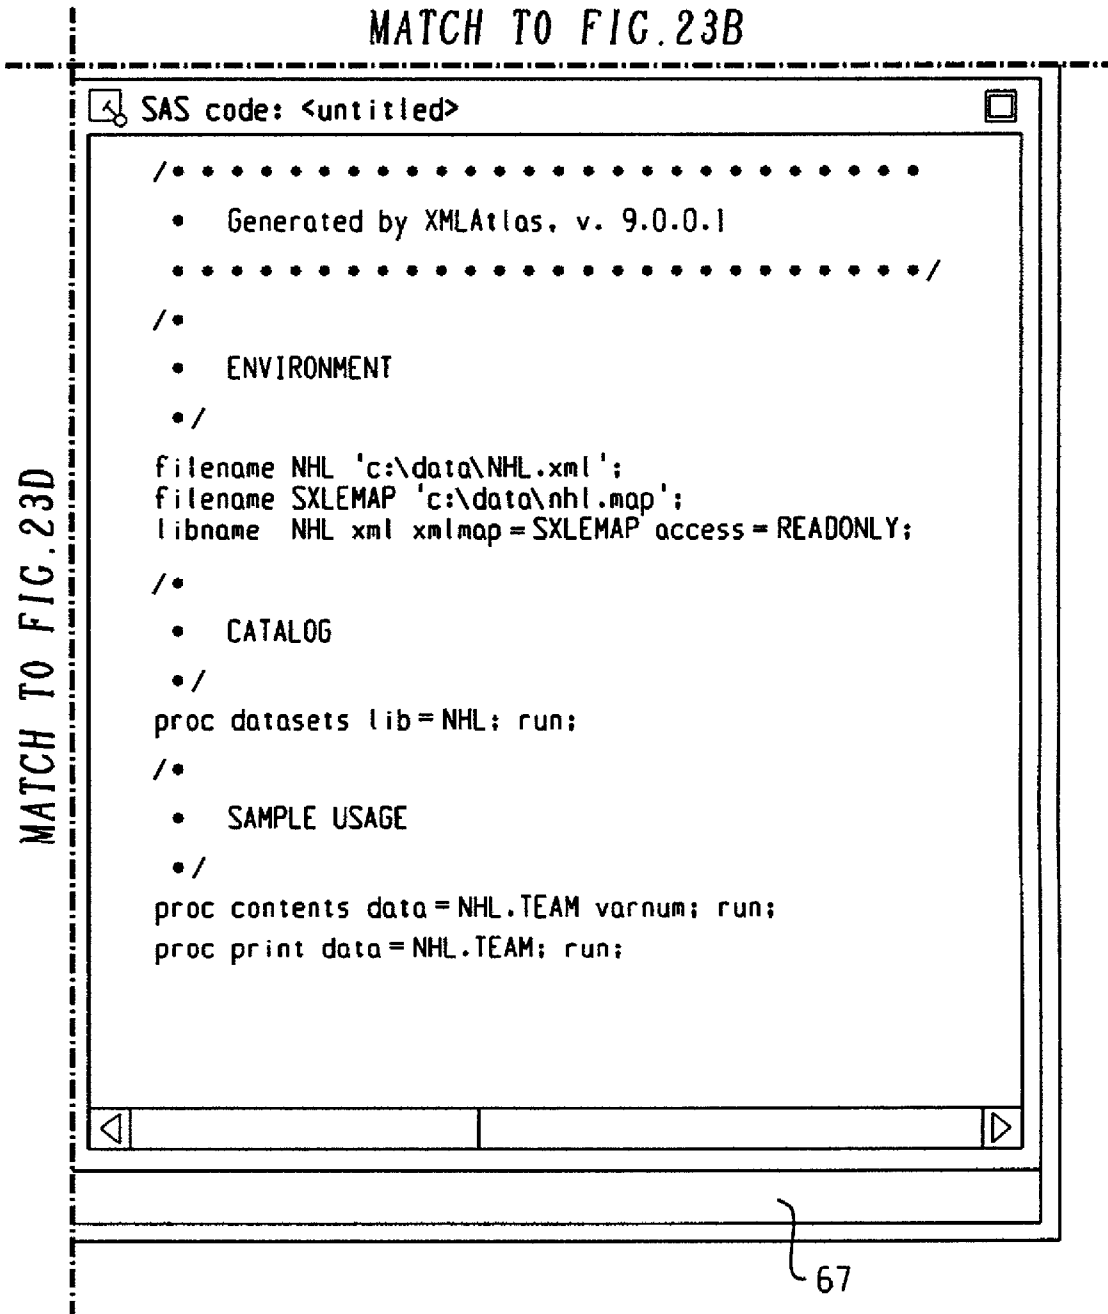 MATCH TO FIG.23B
MATCH TO FIG.23D
SAS code: <untitled>
/• • • • • • • • • • • • • • • • • • • • • • • • • •
• Generated by XMLAtlas, v. 9.0.0.1
• • • • • • • • • • • • • • • • • • • • • • • • • •/
/•
• ENVIRONMENT
•/
filename NHL 'c:\data\NHL.xml';
filename SXLEMAP 'c:\data\nhl.map';
libname NHL xml xmlmap=SXLEMAP access=READONLY;
/•
• CATALOG
•/
proc datasets lib=NHL; run;
/•
• SAMPLE USAGE
•/
proc contents data=NHL.TEAM varnum; run;
proc print data=NHL.TEAM; run;
67